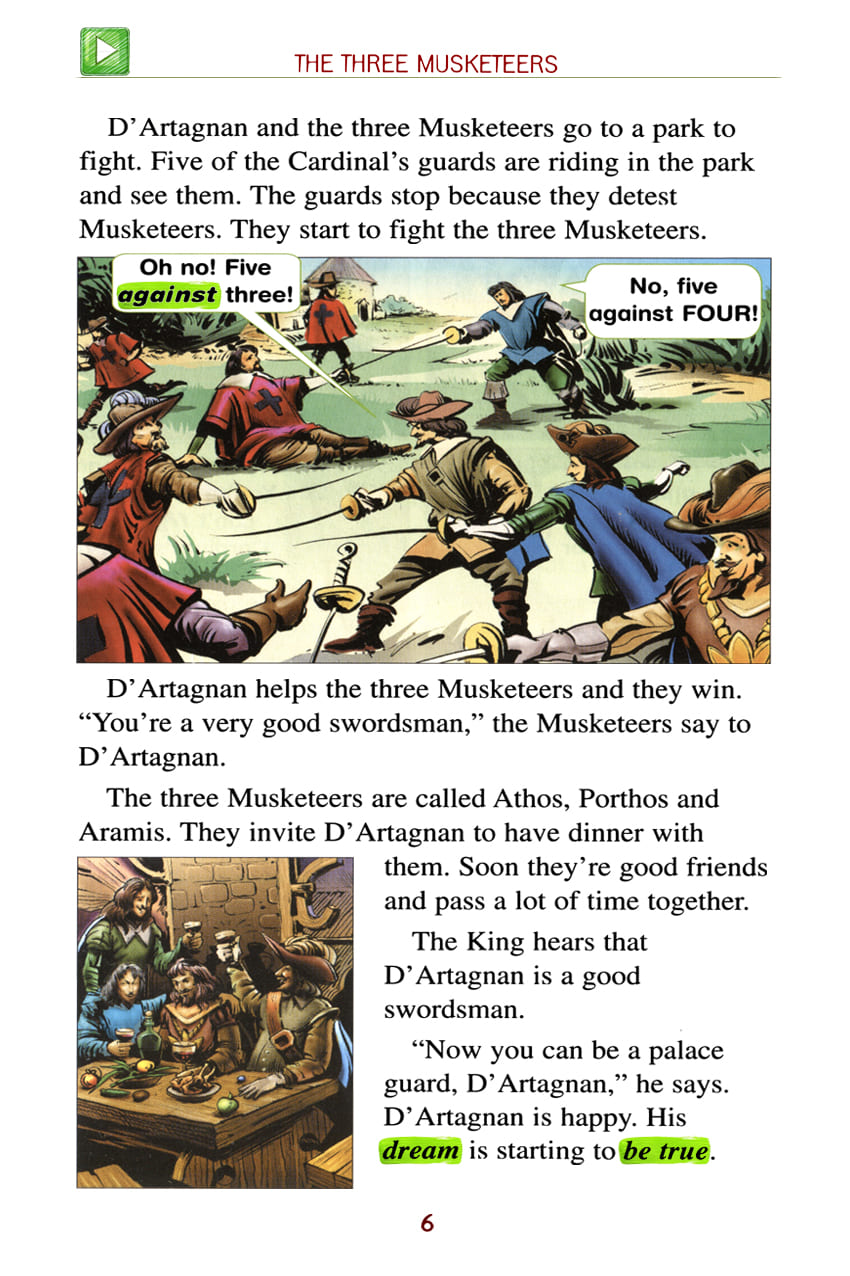 THE THREE MUSKETEERS
D’Artagnan and the three Musketeers go to a park to
fight. Five of the Cardinal’s guards are riding in the park
and see them. The guards stop because they detest
Musketeers. They start to fight the three Musketeers.
Oh no! Five
against three!
No, five
against FOUR!
D’Artagnan helps the three Musketeers and they win.
“You’re a very good swordsman,” the Musketeers say to
D’Artagnan.
The three Musketeers are called Athos, Porthos and
Aramis. They invite D’Artagnan to have dinner with
them. Soon they’re good friends
and pass a lot of time together.
The King hears that
D’Artagnan is a good
swordsman.
“Now you can be a palace
guard, D’Artagnan,” he says.
D’Artagnan is happy. His
dream is starting to be true.
6